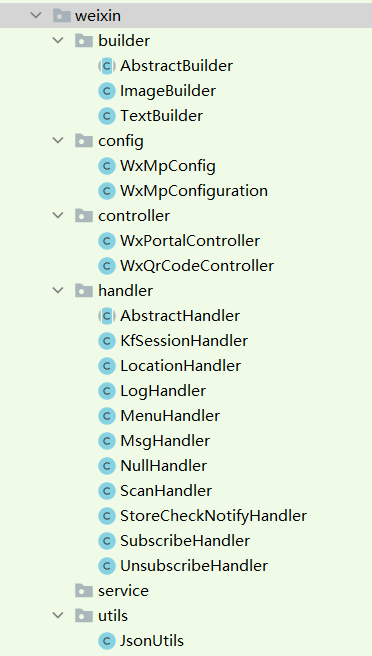 weixin
builder
AbstractBuilder
ImageBuilder
TextBuilder
config
WxMpConfig
WxMpConfiguration
controller
WxPortalController
WxQrCodeController
handler
AbstractHandler
KfSessionHandler
LocationHandler
LogHandler
MenuHandler
MsgHandler
NullHandler
ScanHandler
StoreCheckNotifyHandler
SubscribeHandler
UnsubscribeHandler
service
utils
JsonUtils